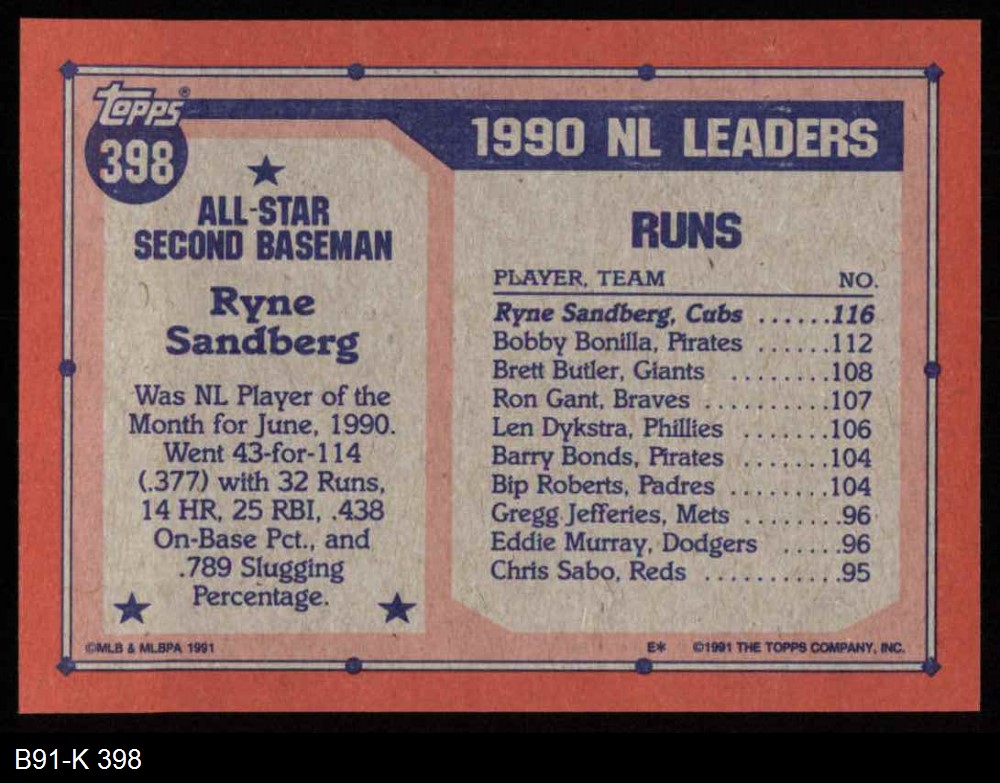 Topps®
398
ALL-STAR
SECOND BASEMAN
Ryne
Sandberg
Was NL Player of the
Month for June, 1990.
Went 43-for-114
(.377) with 32 Runs,
14 HR, 25 RBI, .438
On-Base Pct., and
.789 Slugging
Percentage.
1990 NL LEADERS
RUNS
PLAYER, TEAM NO.
Ryne Sandberg, Cubs ......116
Bobby Bonilla, Pirates ......112
Brett Butler, Giants ........108
Ron Gant, Braves ..........107
Len Dykstra, Phillies .......106
Barry Bonds, Pirates .......104
Bip Roberts, Padres ........104
Gregg Jefferies, Mets ........96
Eddie Murray, Dodgers .....96
Chris Sabo, Reds ...........95
©MLB & MLBPA 1991
E* ©1991 THE TOPPS COMPANY, INC.
B91-K 398